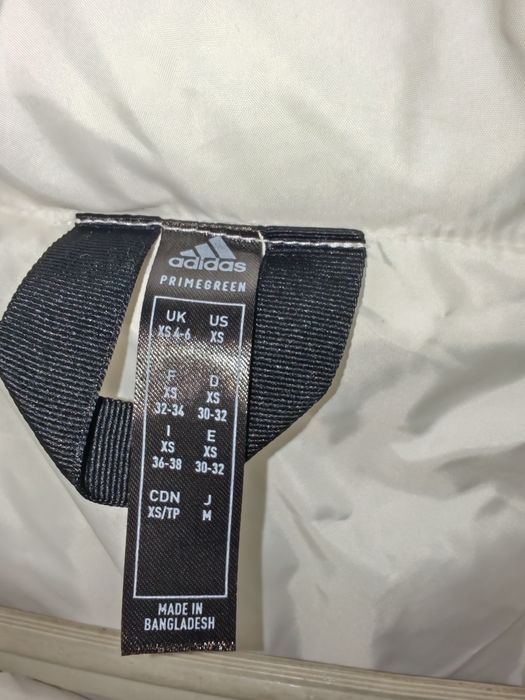 adidas
PRIMEGREEN
UK US
XS 4-6 XS
F D
XS XS
32-34 30-32
I E
XS XS
36-38 30-32
CDN J
XS/TP M
MADE IN
BANGLADESH